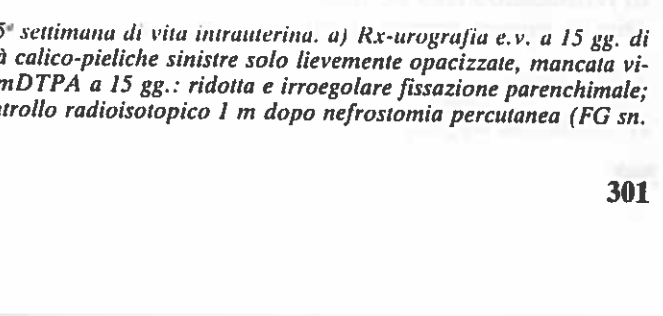 5ª settimana di vita intrauterina. a) Rx-urografia e.v. a 15 gg. di
à calico-pieliche sinistre solo lievemente opacizzate, mancata vi-
mDTPA a 15 gg.: ridotta e irroegolare fissazione parenchimale;
ntrollo radioisotopico 1 m dopo nefrostomia percutanea (FG sn.
301